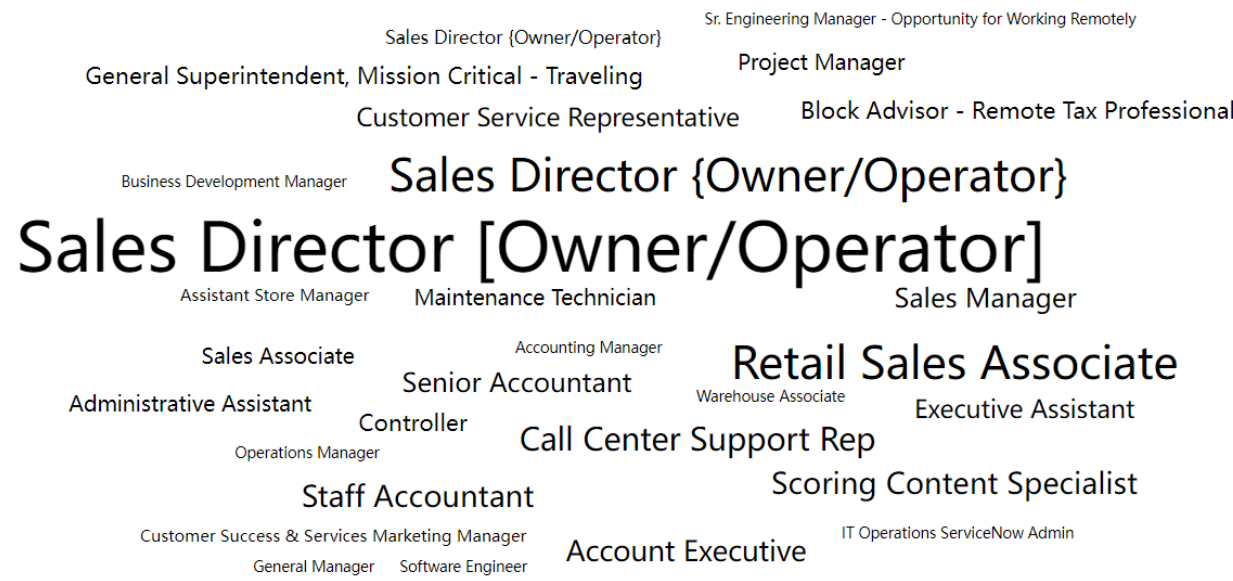 Sr. Engineering Manager - Opportunity for Working Remotely
Sales Director {Owner/Operator}
Project Manager
General Superintendent, Mission Critical - Traveling
Block Advisor - Remote Tax Professional
Customer Service Representative
Sales Director {Owner/Operator}
Business Development Manager
Sales Director [Owner/Operator]
Assistant Store Manager
Maintenance Technician
Sales Manager
Accounting Manager
Sales Associate
Retail Sales Associate
Senior Accountant
Warehouse Associate
Administrative Assistant
Executive Assistant
Controller
Call Center Support Rep
Operations Manager
Scoring Content Specialist
Staff Accountant
IT Operations ServiceNow Admin
Customer Success & Services Marketing Manager
Account Executive
General Manager
Software Engineer